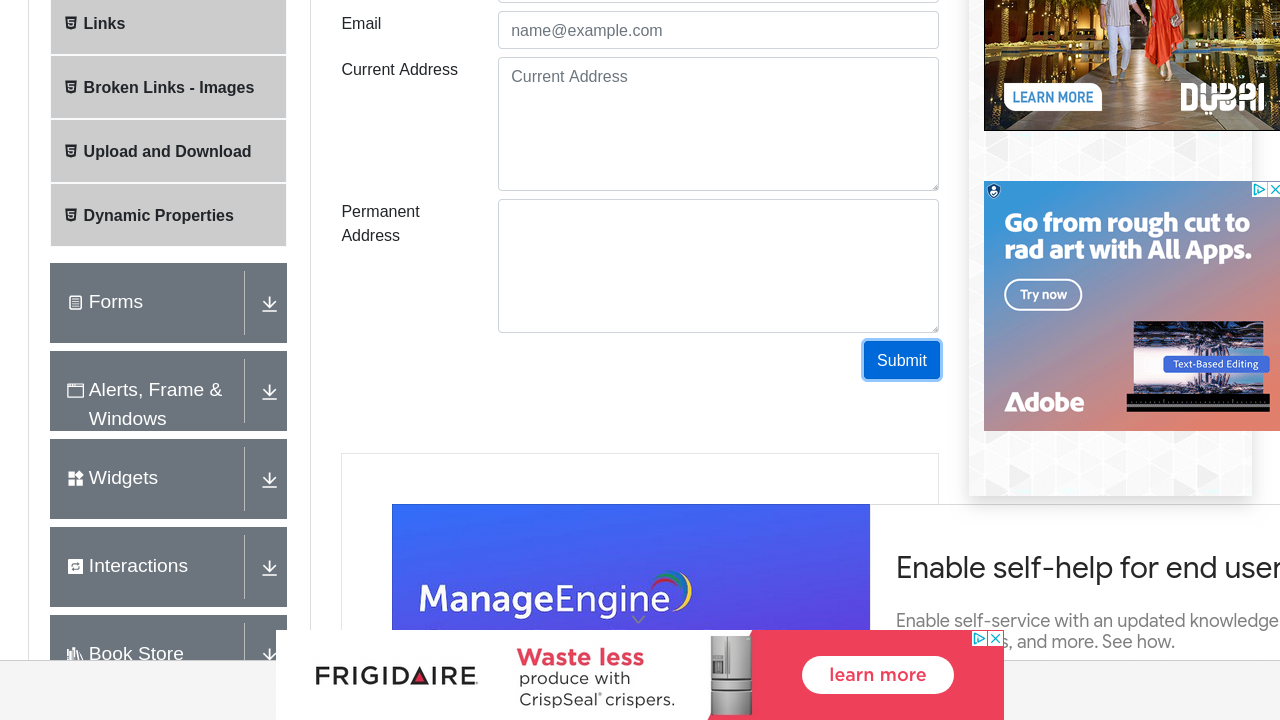 Links
Broken Links - Images
Upload and Download
Dynamic Properties
Forms
Alerts, Frame &
Windows
Widgets
Interactions
Book Store
Email
name@example.com
Current Address
Current Address
Permanent
Address
Submit
LEARN MORE
DUBAI
Go from rough cut to
rad art with All Apps.
Try now
Text-Based Editing
Adobe
ManageEngine
Enable self-help for end user
Enable self-service with an updated knowledge
s, and more. See how.
FRIGIDAIRE
Waste less
produce with
CrispSeal® crispers.
learn more